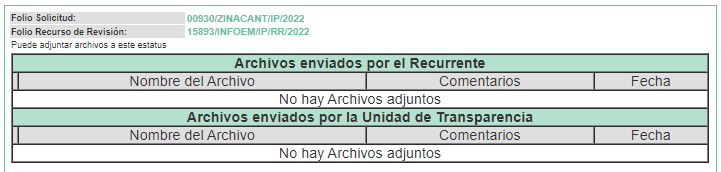 Folio Solicitud: 00930/ZINACANT/IP/2022
Folio Recurso de Revisión: 15893/INFOEM/IP/RR/2022
Puede adjuntar archivos a este estatus
Archivos enviados por el Recurrente
Nombre del Archivo Comentarios Fecha
No hay Archivos adjuntos
Archivos enviados por la Unidad de Transparencia
Nombre del Archivo Comentarios Fecha
No hay Archivos adjuntos